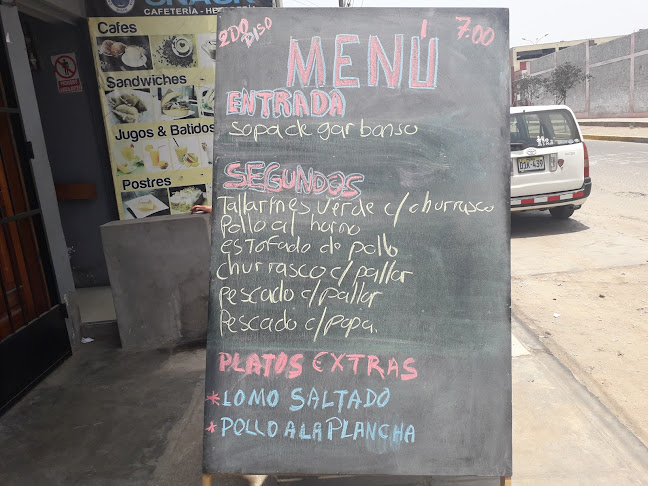 SNACK
CAFETERÍA - HE
Cafes
Sandwiches
Jugos & Batidos
Postres
2DO PISO
MENÚ
7.00
ENTRADA
sopa de garbanso
SEGUNDOS
Tallarines verde c/churrasco
Pollo al horno
estofado de pollo
churrasco c/pallar
pescado c/pallar
pescado c/papa.
PLATOS EXTRAS
*LOMO SALTADO
*POLLO A LA PLANCHA